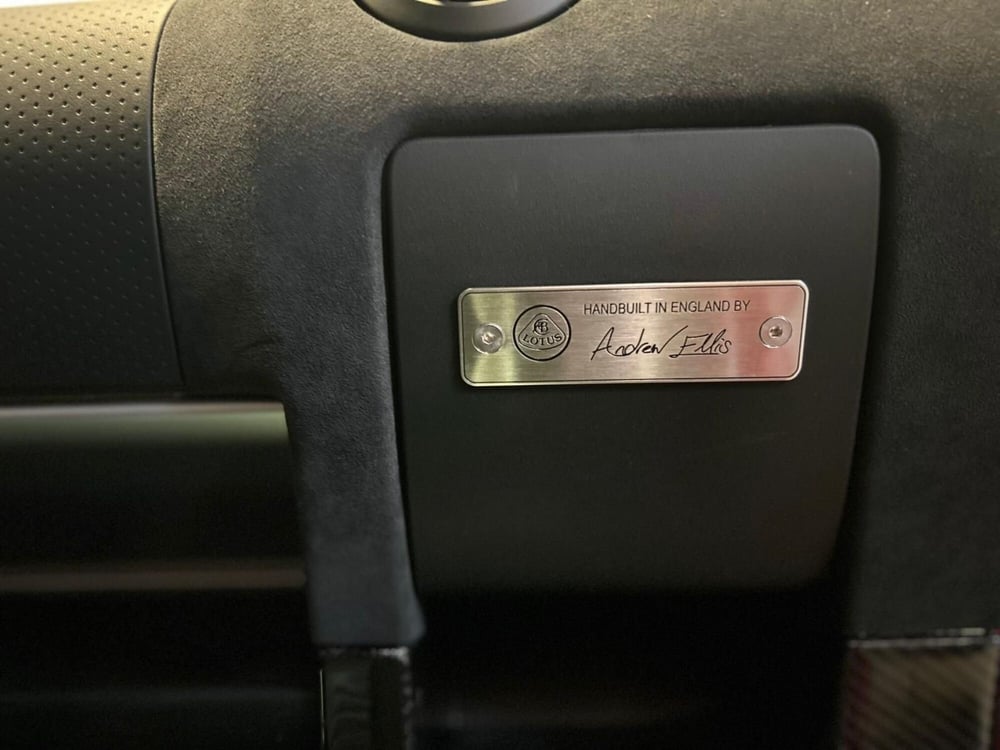 HANDBUILT IN ENGLAND BY
LOTUS
Andrew Ellis